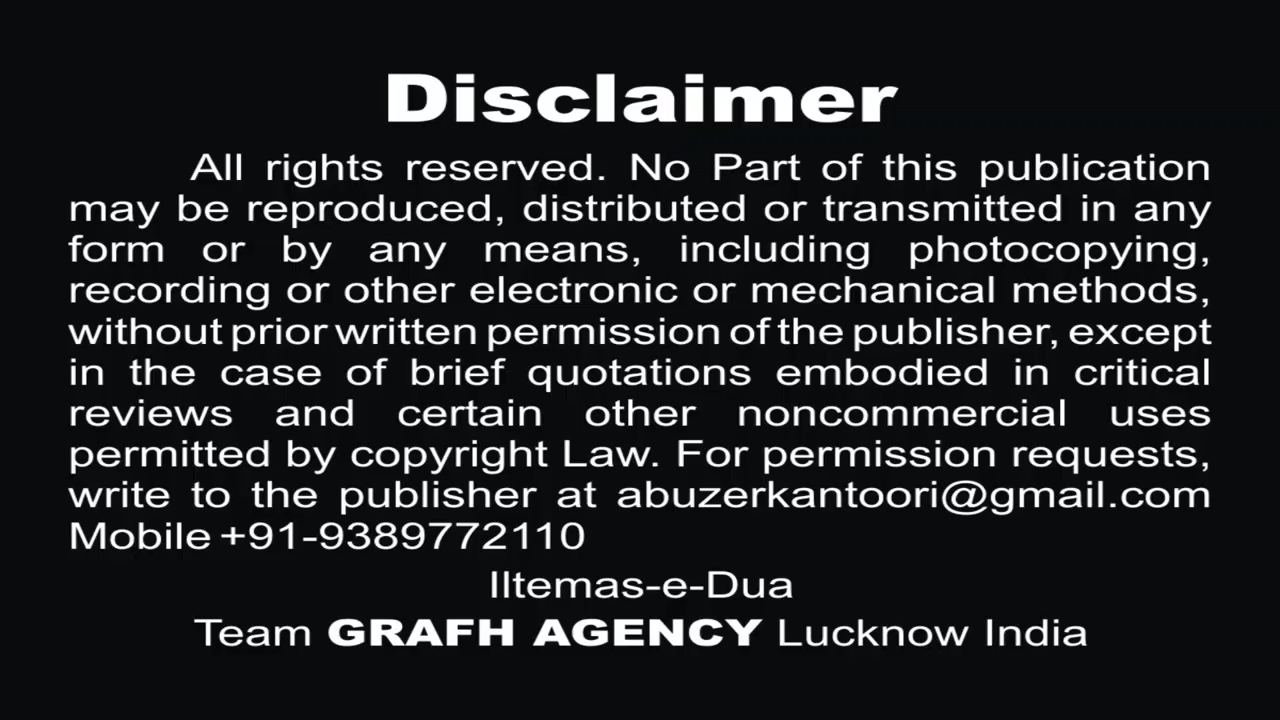 Disclaimer
All rights reserved. No Part of this publication
may be reproduced, distributed or transmitted in any
form or by any means, including photocopying,
recording or other electronic or mechanical methods,
without prior written permission of the publisher, except
in the case of brief quotations embodied in critical
reviews and certain other noncommercial uses
permitted by copyright Law. For permission requests,
write to the publisher at abuzerkantoori@gmail.com
Mobile +91-9389772110
IItemas-e-Dua
Team GRAFH AGENCY Lucknow India